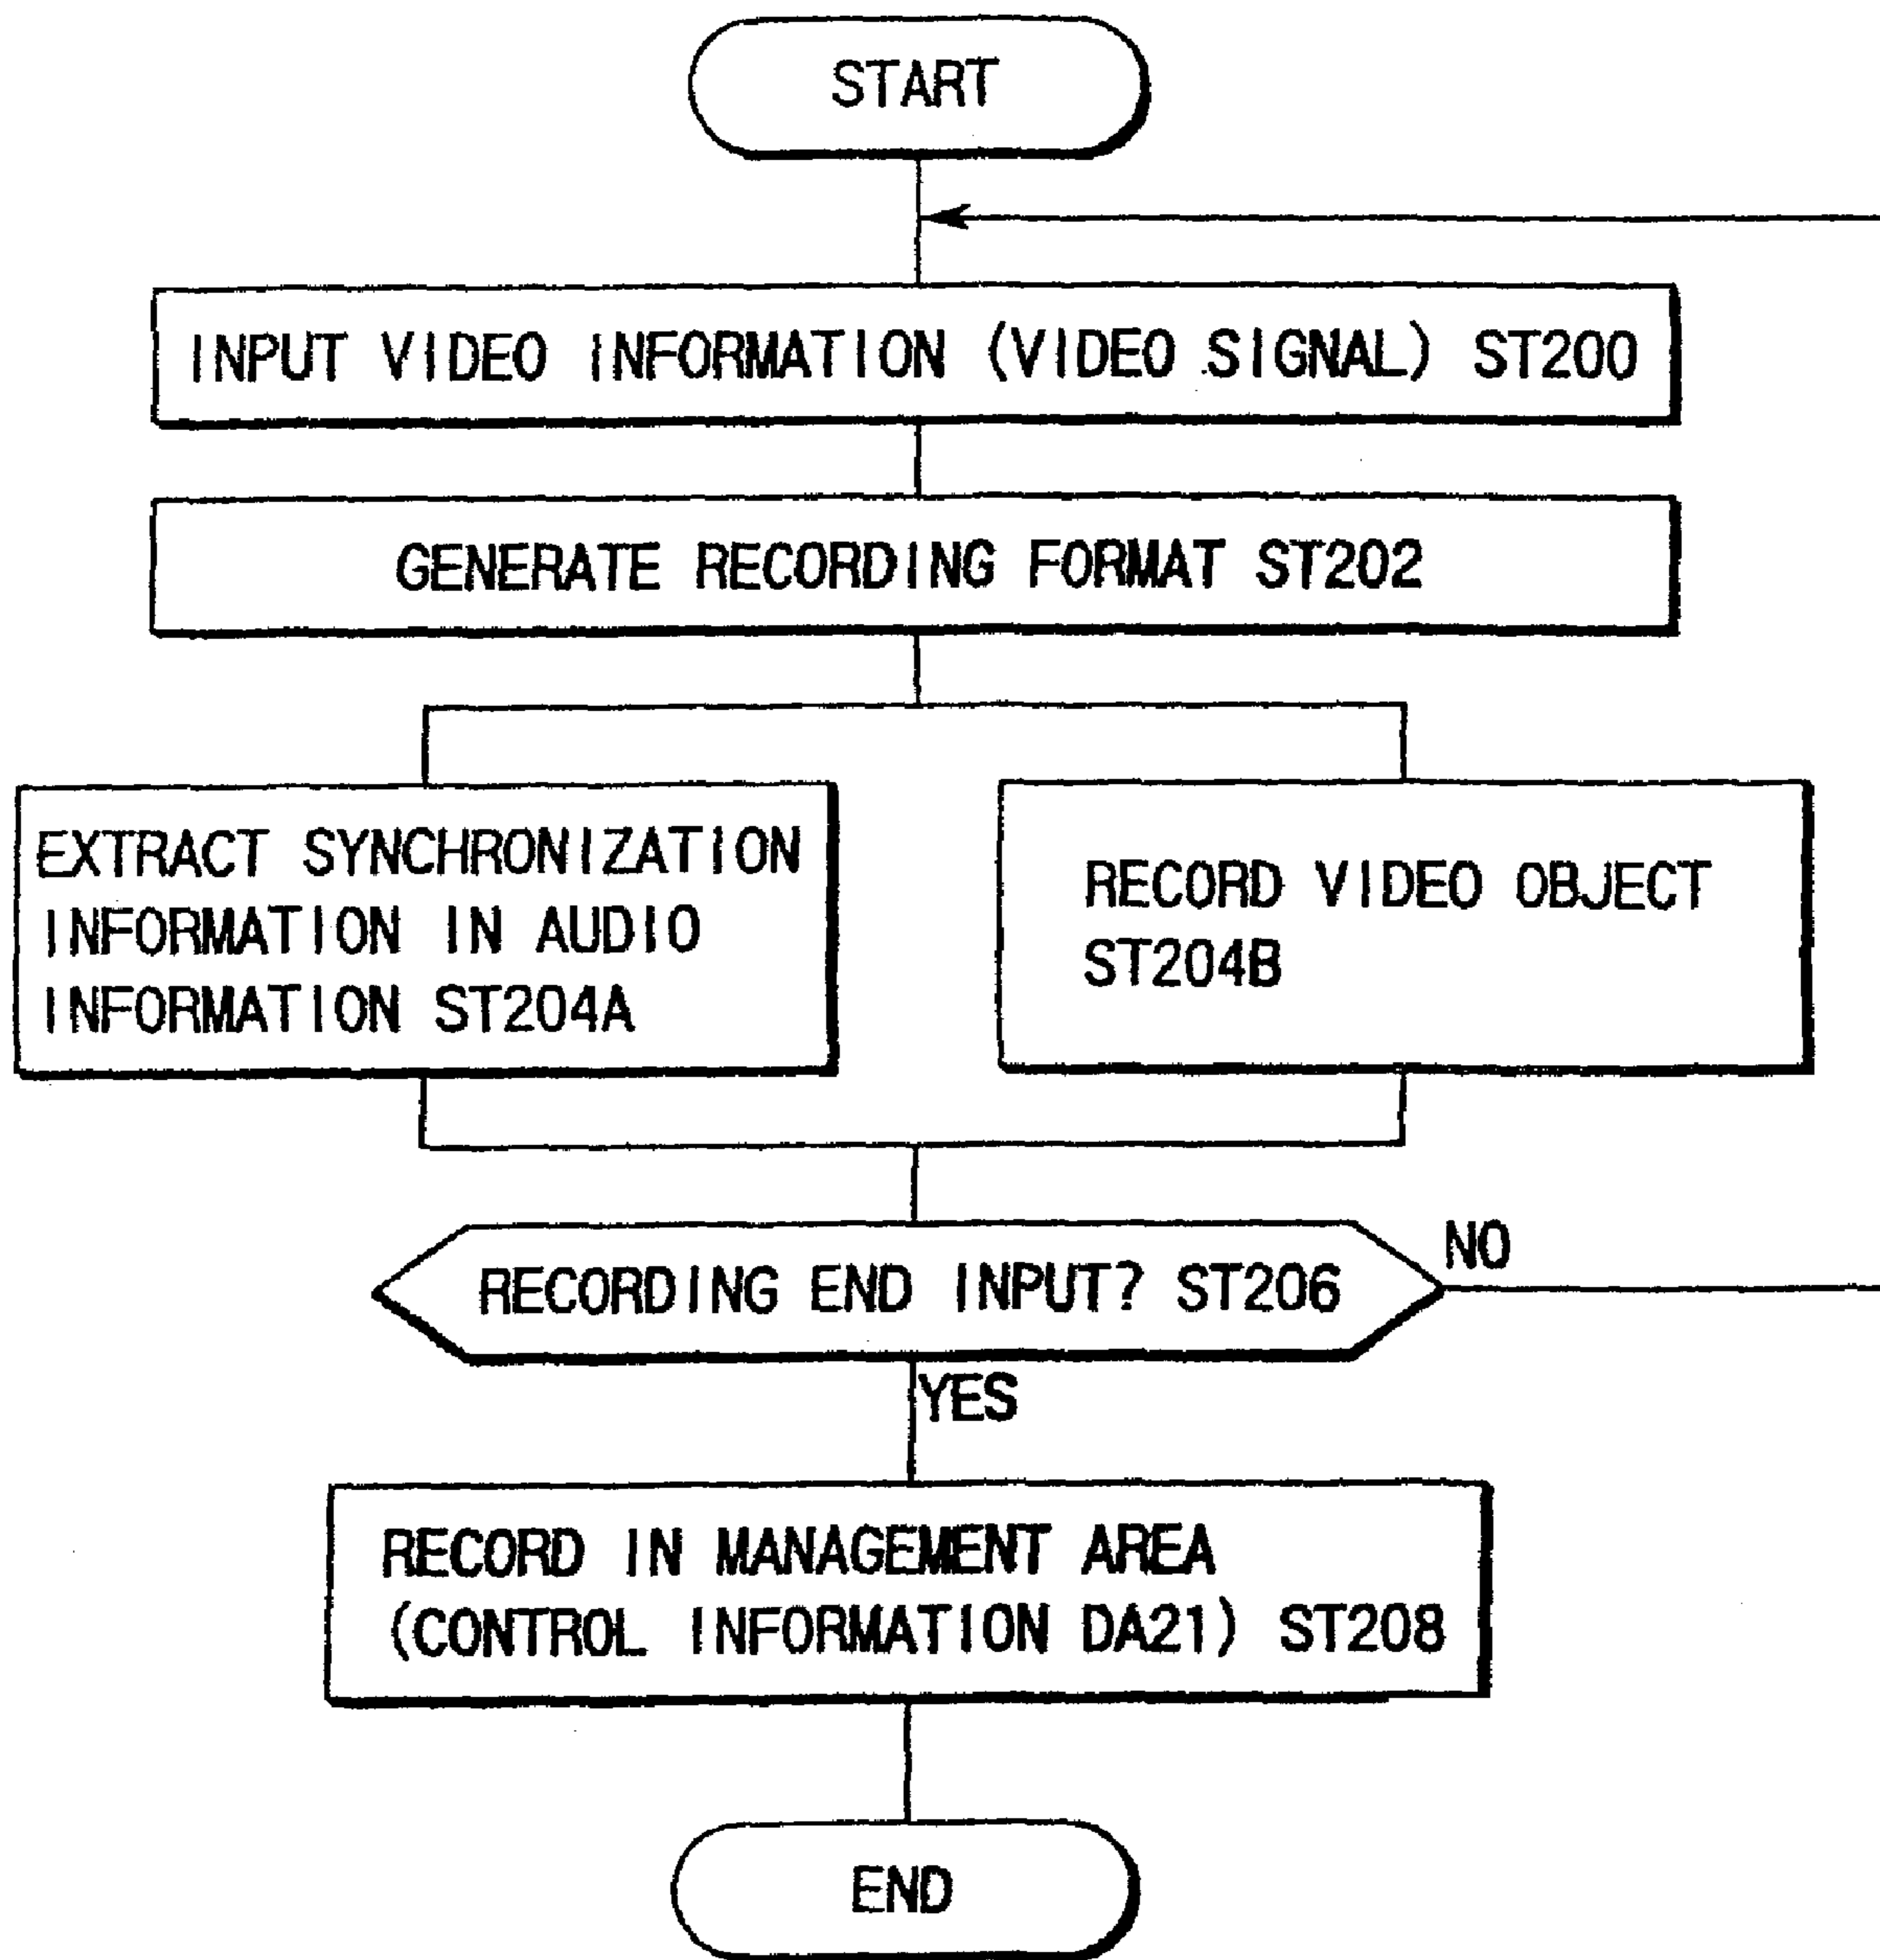 START
INPUT VIDEO INFORMATION (VIDEO SIGNAL) ST200
GENERATE RECORDING FORMAT ST202
EXTRACT SYNCHRONIZATION
INFORMATION IN AUDIO
INFORMATION ST204A
RECORD VIDEO OBJECT
ST204B
RECORDING END INPUT? ST206
NO
YES
RECORD IN MANAGEMENT AREA
(CONTROL INFORMATION DA21) ST208
END